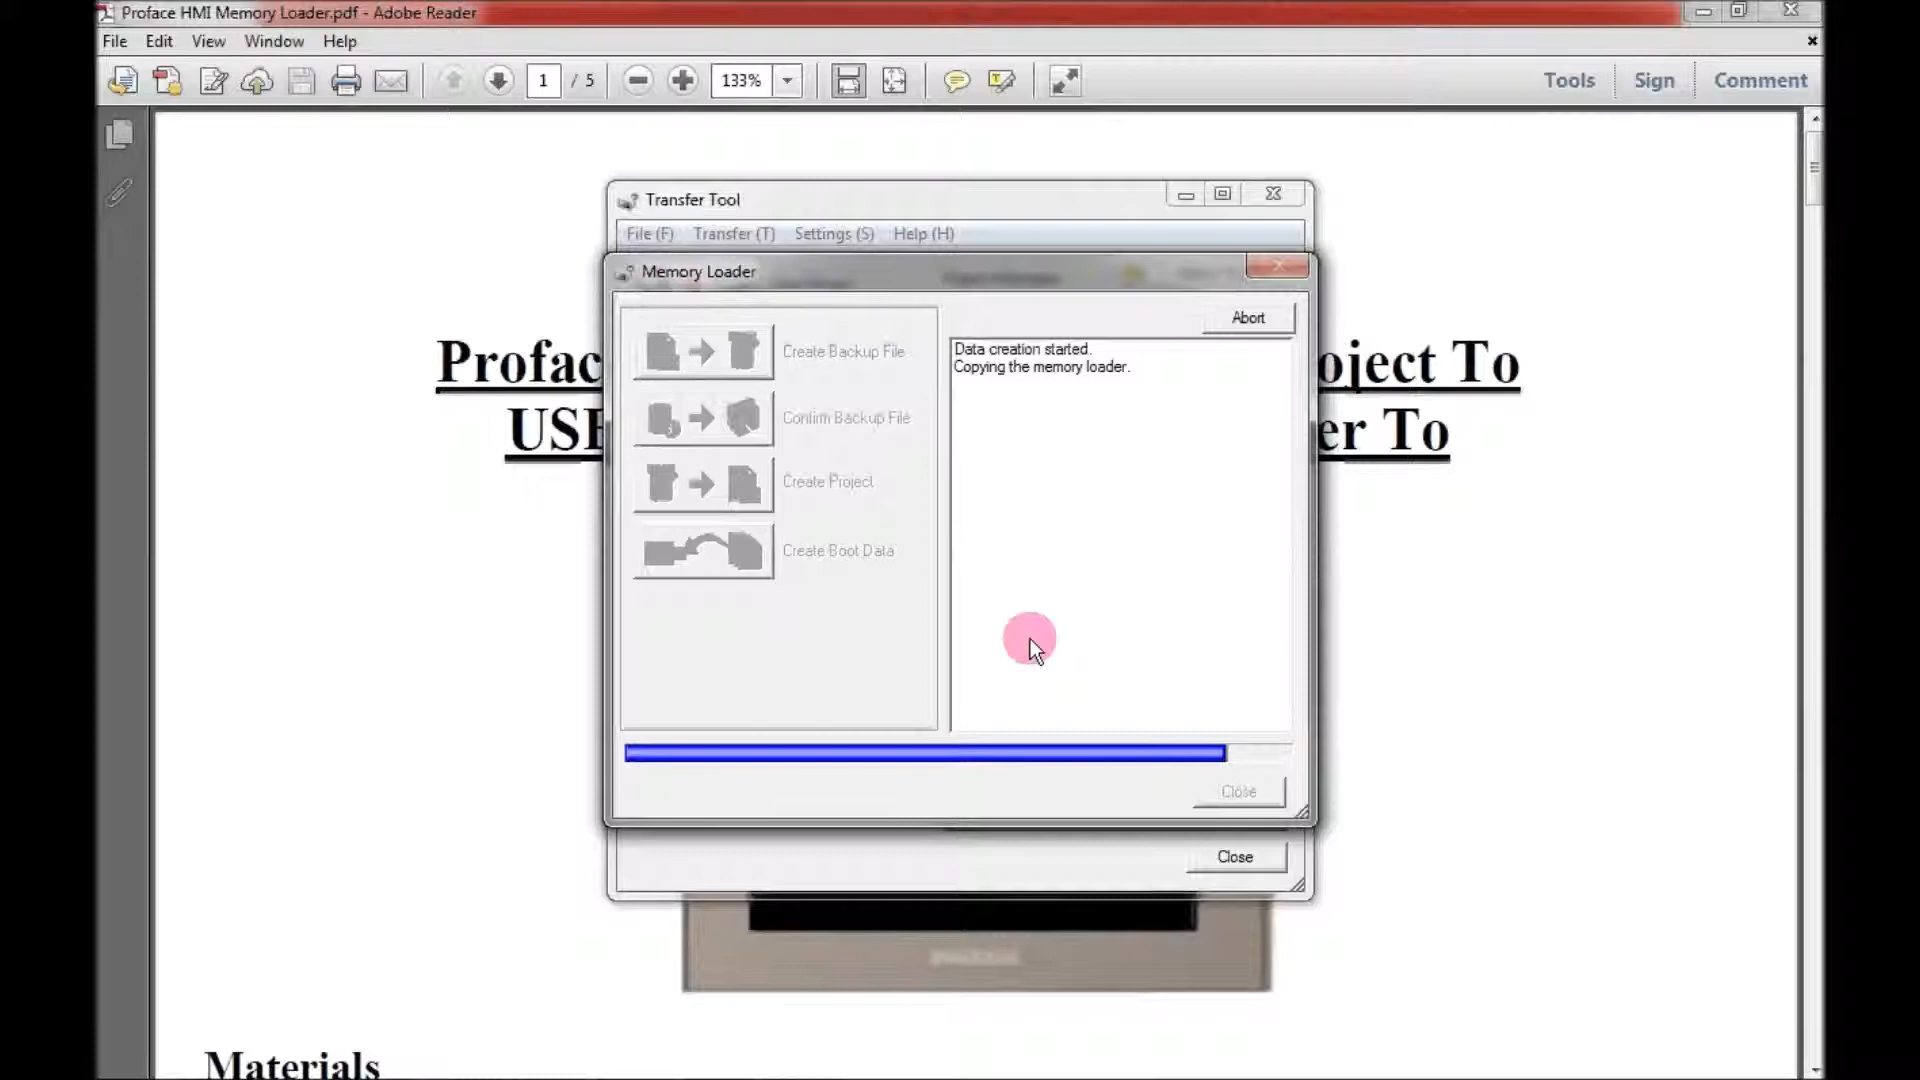 Proface HMI Memory Loader.pdf - Adobe Reader
File Edit View Window Help
1 / 5 133% Tools Sign Comment
Transfer Tool
File (F) Transfer (T) Settings (S) Help (H)
Memory Loader
Abort
Create Backup File
Confirm Backup File
Create Project
Create Boot Data
Data creation started.
Copying the memory loader.
Close
Close
oject To
er To
Materials